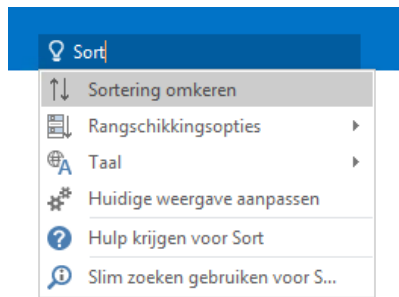 Sort
Sortering omkeren
Rangschikkingsopties
Taal
Huidige weergave aanpassen
Hulp krijgen voor Sort
Slim zoeken gebruiken voor S...